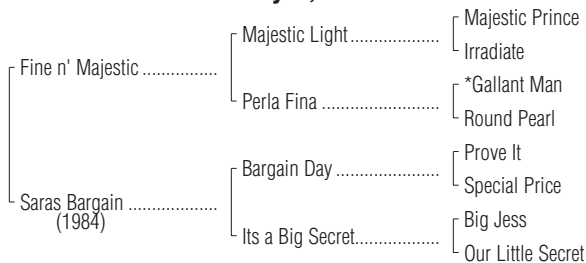 Majestic Prince
Majestic Light ....................
Irradiate
Fine n' Majestic ................
*Gallant Man
Perla Fina ..........................
Round Pearl
Prove It
Bargain Day .......................
Special Price
Saras Bargain ...................
(1984)
Big Jess
Its a Big Secret...................
Our Little Secret